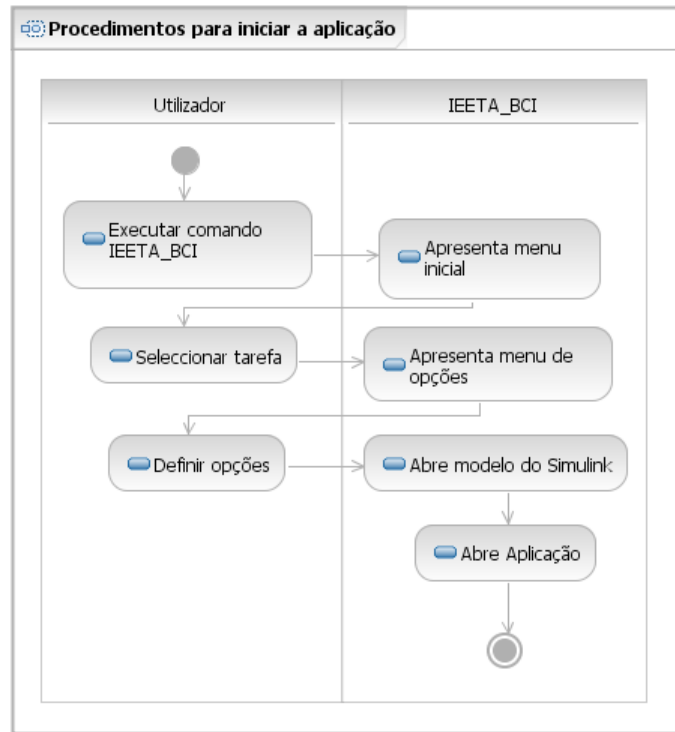 Procedimentos para iniciar a aplicação
Utilizador
IEETA_BCI
Executar comando
IEETA_BCI
Apresenta menu
inicial
Seleccionar tarefa
Apresenta menu de
opções
Definir opções
Abre modelo do Simulink
Abre Aplicação